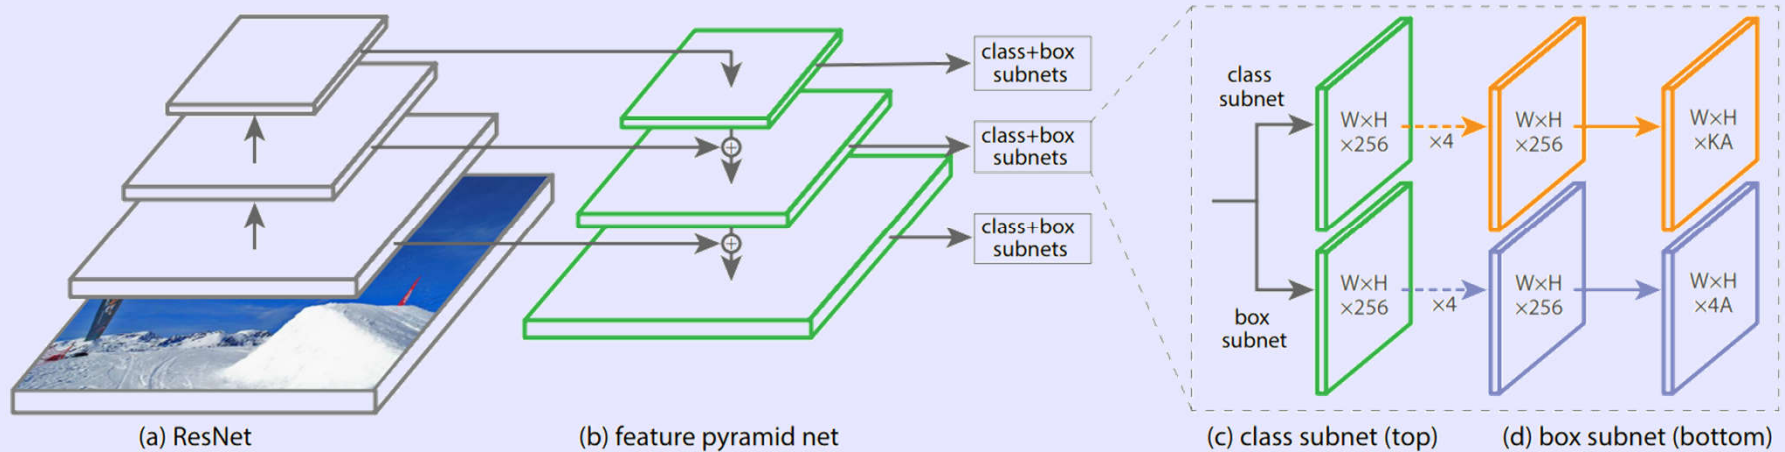 class+box
subnets
class+box
subnets
class+box
subnets
class
subnet
W×H
×256
×4
W×H
×256
W×H
×KA
box
subnet
W×H
×256
×4
W×H
×256
W×H
×4A
(a) ResNet
(b) feature pyramid net
(c) class subnet (top)
(d) box subnet (bottom)